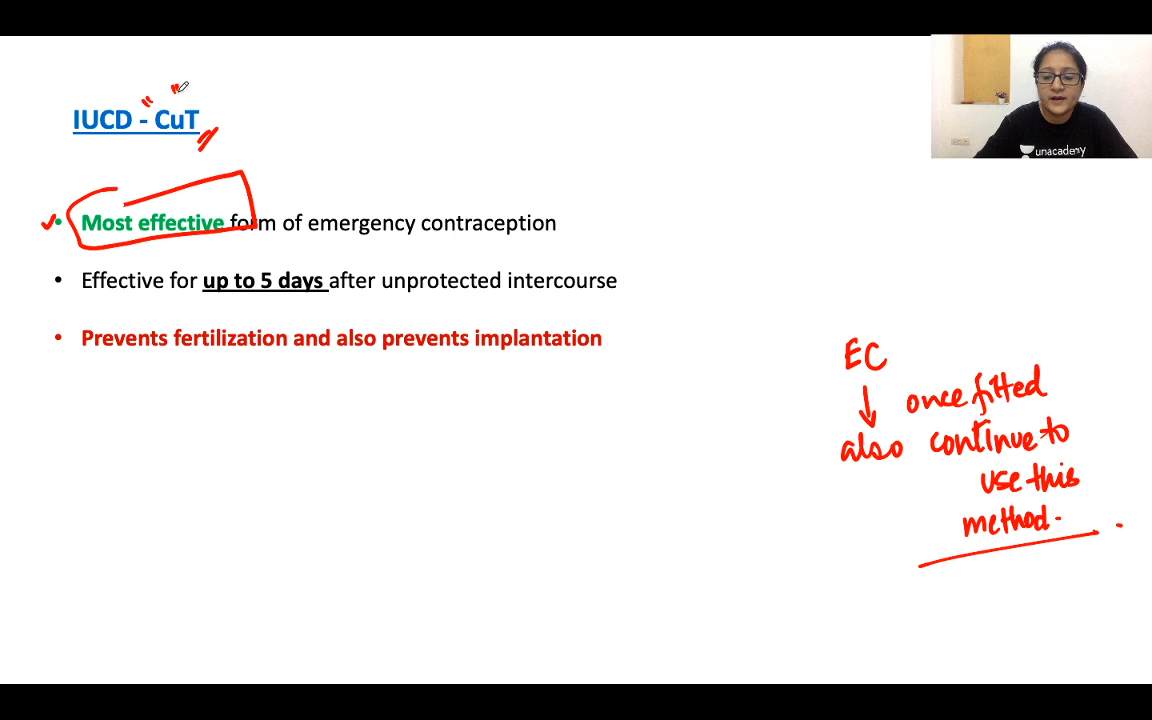 IUCD - "CuT"
unacademy
• Most effective form of emergency contraception
• Effective for up to 5 days after unprotected intercourse
• Prevents fertilization and also prevents implantation
EC
↓ once fitted
also continue to
use this
method.